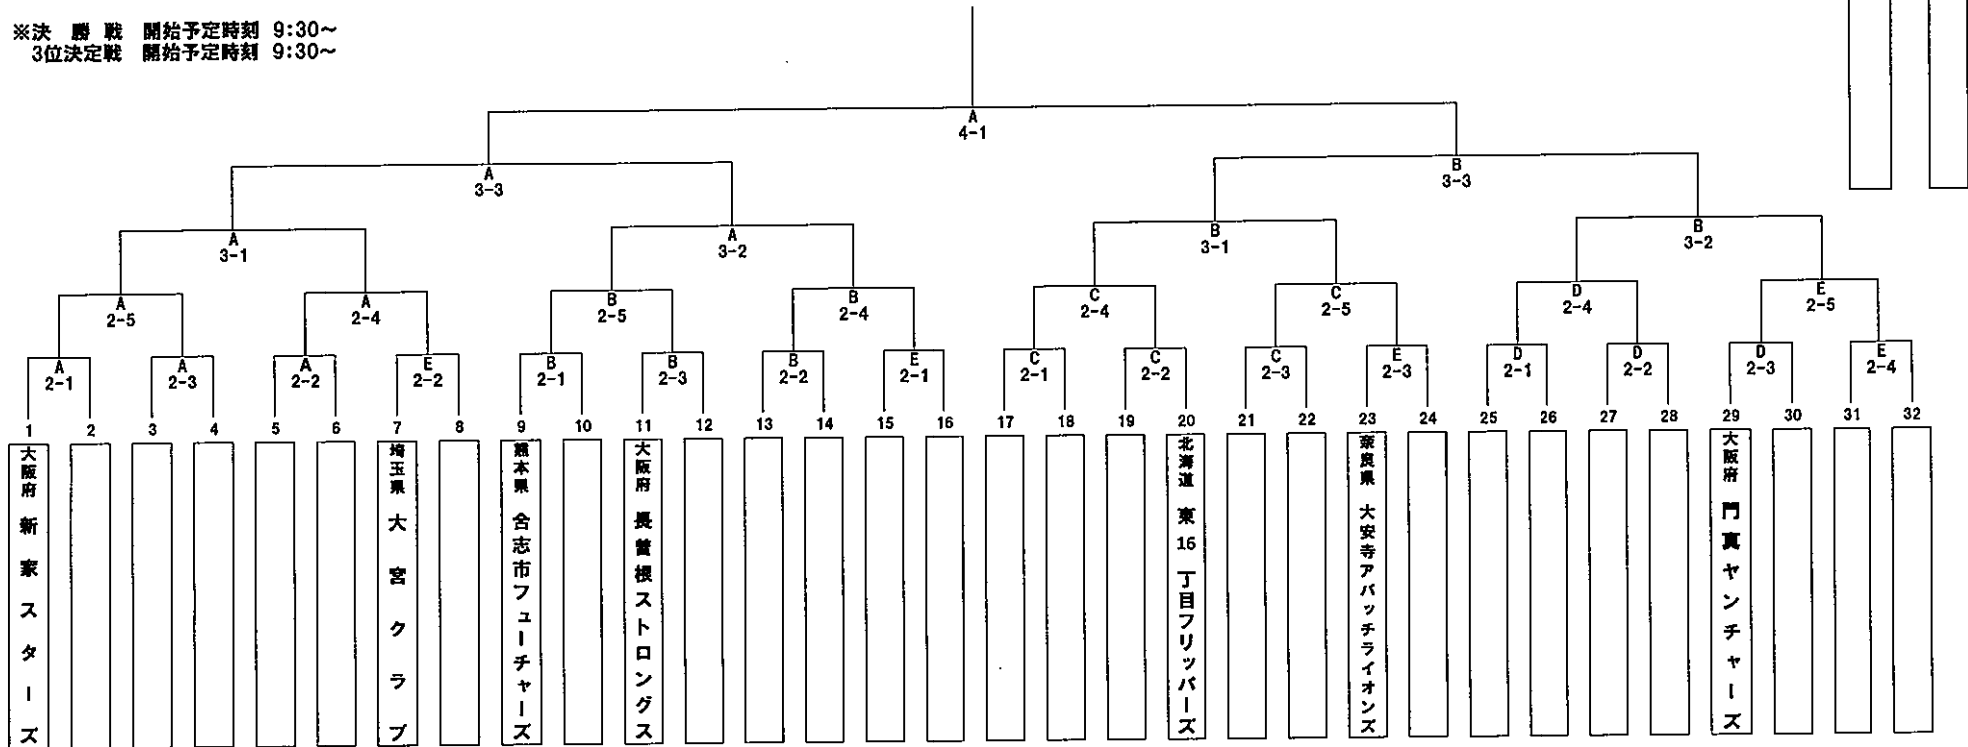 ※決　勝　戦　開始予定時刻 9:30～
3位決定戦　開始予定時刻 9:30～
A
4-1
A
3-3
B
3-3
A
3-1
A
3-2
B
3-1
B
3-2
A
2-5
A
2-4
B
2-5
B
2-4
C
2-4
C
2-5
D
2-4
E
2-5
A
2-1
A
2-3
A
2-2
E
2-2
B
2-1
B
2-3
B
2-2
E
2-1
C
2-1
C
2-2
C
2-3
E
2-3
D
2-1
D
2-2
D
2-3
E
2-4
1 2 3 4 5 6 7 8 9 10 11 12 13 14 15 16 17 18 19 20 21 22 23 24 25 26 27 28 29 30 31 32
大阪府 新家スターズ
埼玉県 大宮クラブ
熊本県 合志市フューチャーズ
大阪府 長曽根ストロングス
北海道 東16丁目フリッパーズ
奈良県 大安寺アパッチライオンズ
大阪府 門真ヤンチャーズ